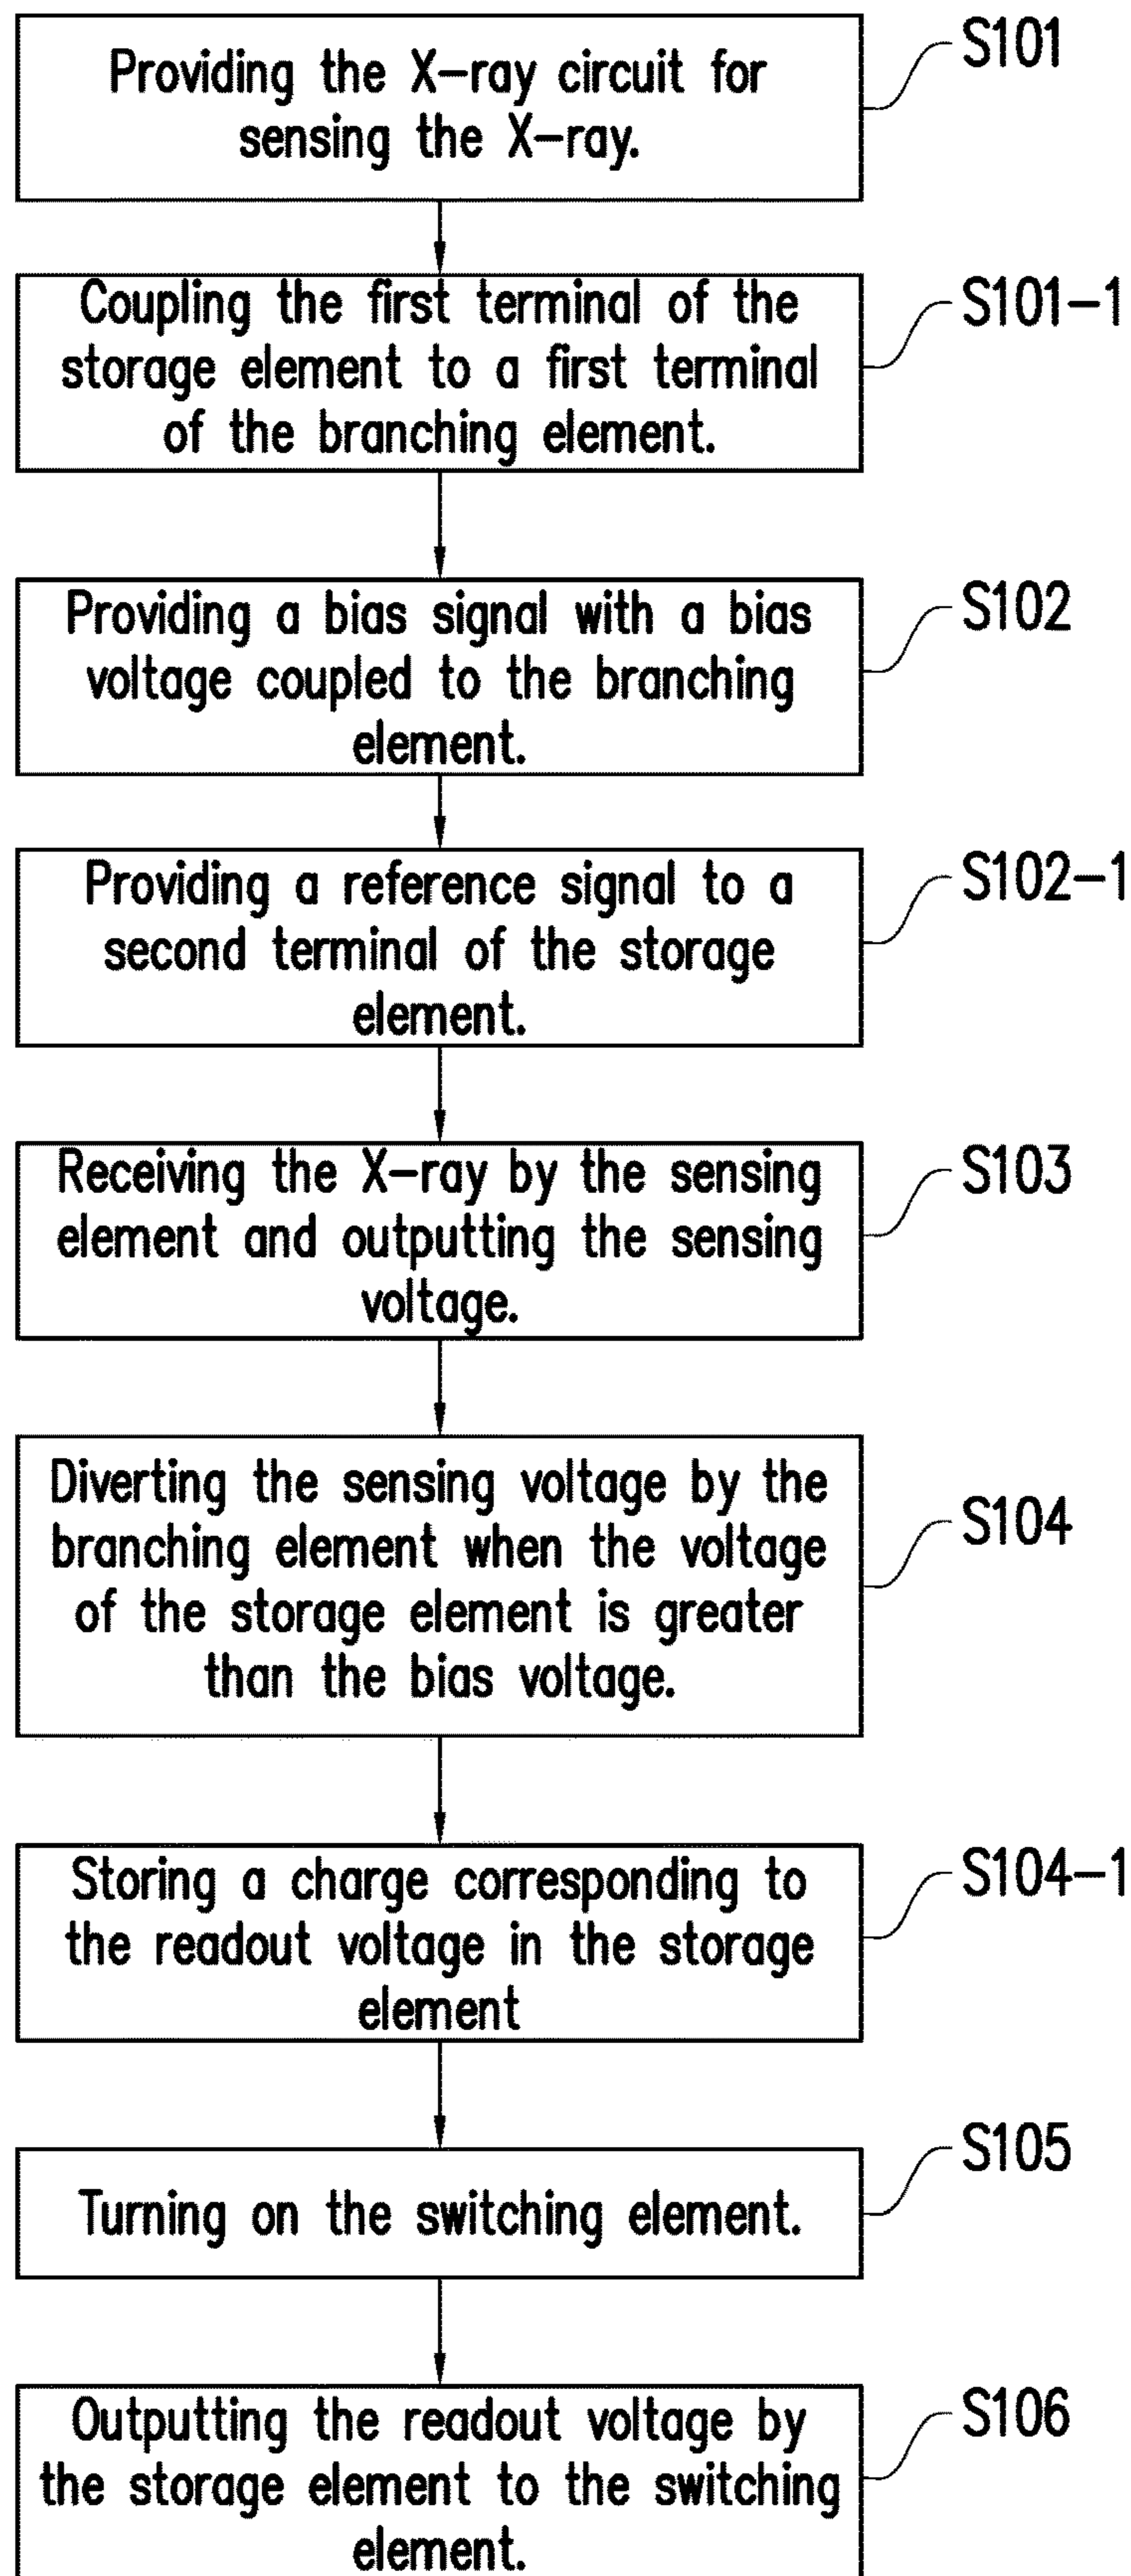 Providing the X-ray circuit for
sensing the X-ray.
S101
Coupling the first terminal of the
storage element to a first terminal
of the branching element.
S101-1
Providing a bias signal with a bias
voltage coupled to the branching
element.
S102
Providing a reference signal to a
second terminal of the storage
element.
S102-1
Receiving the X-ray by the sensing
element and outputting the sensing
voltage.
S103
Diverting the sensing voltage by the
branching element when the voltage
of the storage element is greater
than the bias voltage.
S104
Storing a charge corresponding to
the readout voltage in the storage
element
S104-1
Turning on the switching element.
S105
Outputting the readout voltage by
the storage element to the switching
element.
S106